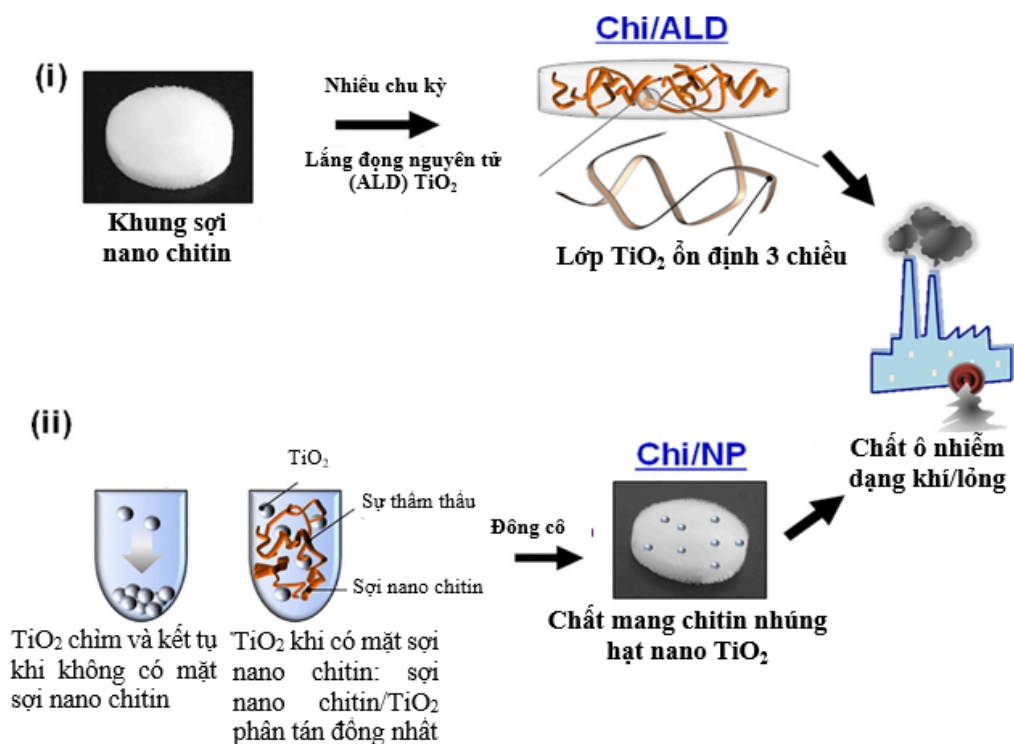 Chi/ALD
(i)
Nhiều chu kỳ
Lắng đọng nguyên tử
(ALD) TiO2
Khung sợi
nano chitin
Lớp TiO2 ổn định 3 chiều
(ii)
Chi/NP
Chất ô nhiễm
dạng khí/lỏng
TiO2
Sự thẩm thấu
Đông cô
Sợi nano chitin
Chất mang chitin nhúng
hạt nano TiO2
TiO2 chìm và kết tụ
khi không có mặt
sợi nano chitin
TiO2 khi có mặt sợi
nano chitin: sợi
nano chitin/TiO2
phân tán đồng nhất